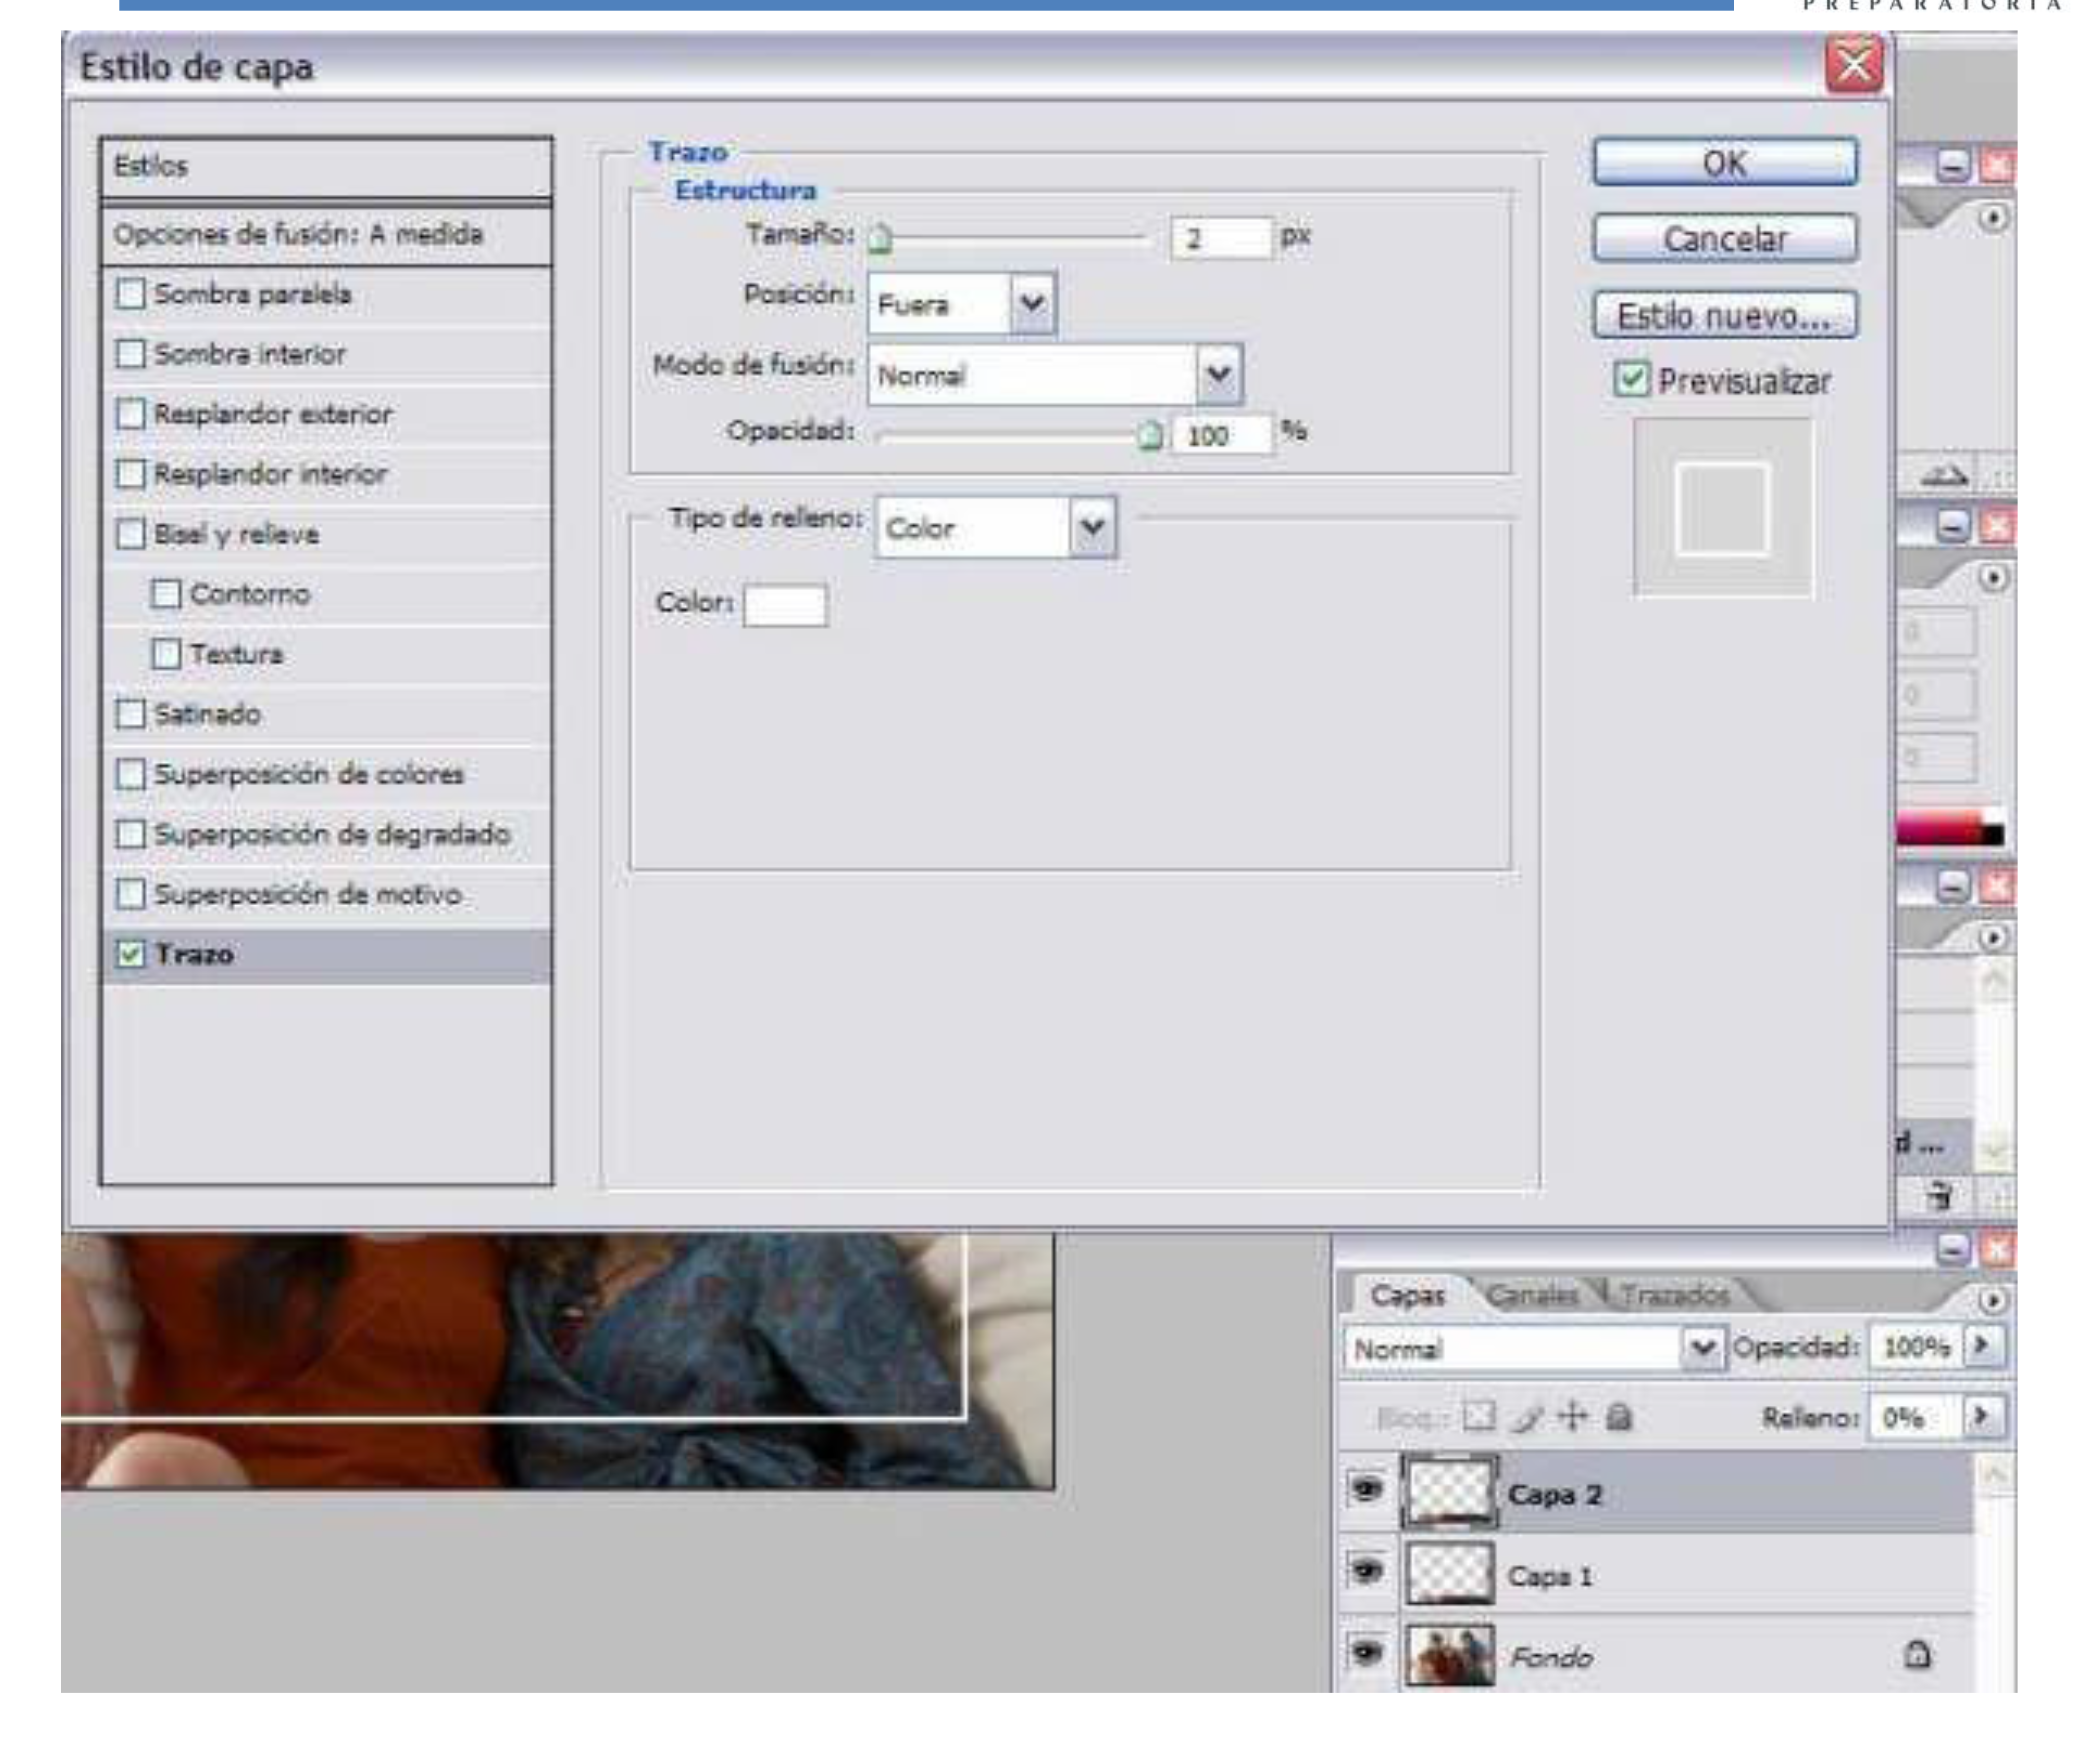 PREPARATORIA
Estilo de capa
Estilos
Opciones de fusión: A medida
Sombra paralela
Sombra interior
Resplandor exterior
Resplandor interior
Bisel y relieve
Contorno
Textura
Satinado
Superposición de colores
Superposición de degradado
Superposición de motivo
Trazo
Trazo
Estructura
Tamaño: 2 px
Posición: Fuera
Modo de fusión: Normal
Opacidad: 100 %
Tipo de relleno: Color
Color:
OK
Cancelar
Estilo nuevo...
Previsualizar
0
0
0
d ...
Capas Canales Trazados
Normal Opacidad: 100%
Bloq.: Relleno: 0%
Capa 2
Capa 1
Fondo